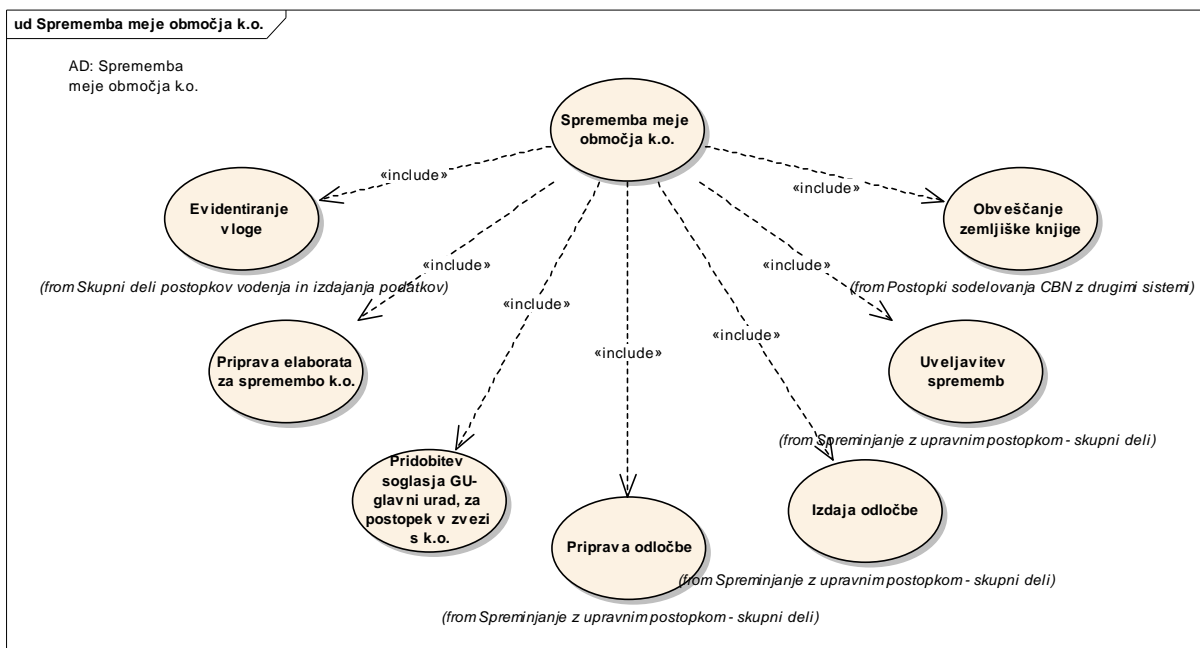 ud Sprememba meje območja k.o.
AD: Sprememba
meje območja k.o.
Sprememba meje
območja k.o.
«include»
«include»
Evidentiranje
vloge
Obveščanje
zemljiške knjige
(from Skupni deli postopkov vodenja in izdajanja podatkov)
«include»
«include»
(from Postopki sodelovanja CBN z drugimi sistemi)
«include»
«include»
«include»
Priprava elaborata
za spremembo k.o.
Uveljavitev
sprememb
(from Spreminjanje z upravnim postopkom - skupni deli)
Pridobitev
soglasja GU-
glavni urad, za
postopek v zvezi
s k.o.
Izdaja odločbe
Priprava odločbe
(from Spreminjanje z upravnim postopkom - skupni deli)
(from Spreminjanje z upravnim postopkom - skupni deli)